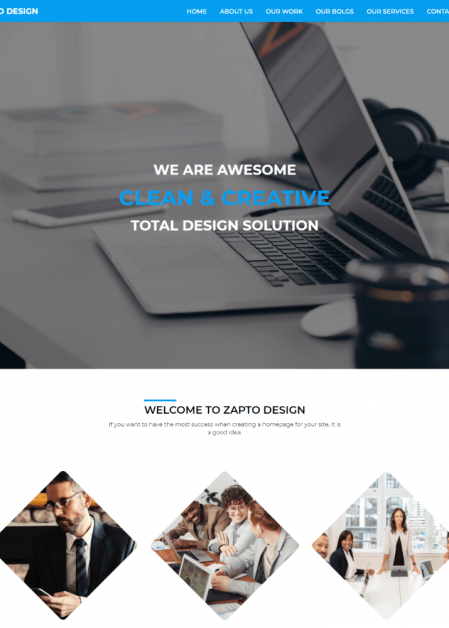 O DESIGN
HOME ABOUT US OUR WORK OUR BOLGS OUR SERVICES CONTA
WE ARE AWESOME
CLEAN & CREATIVE
TOTAL DESIGN SOLUTION
WELCOME TO ZAPTO DESIGN
If you want to have the most success when creating a homepage for your site, it is
a good idea.